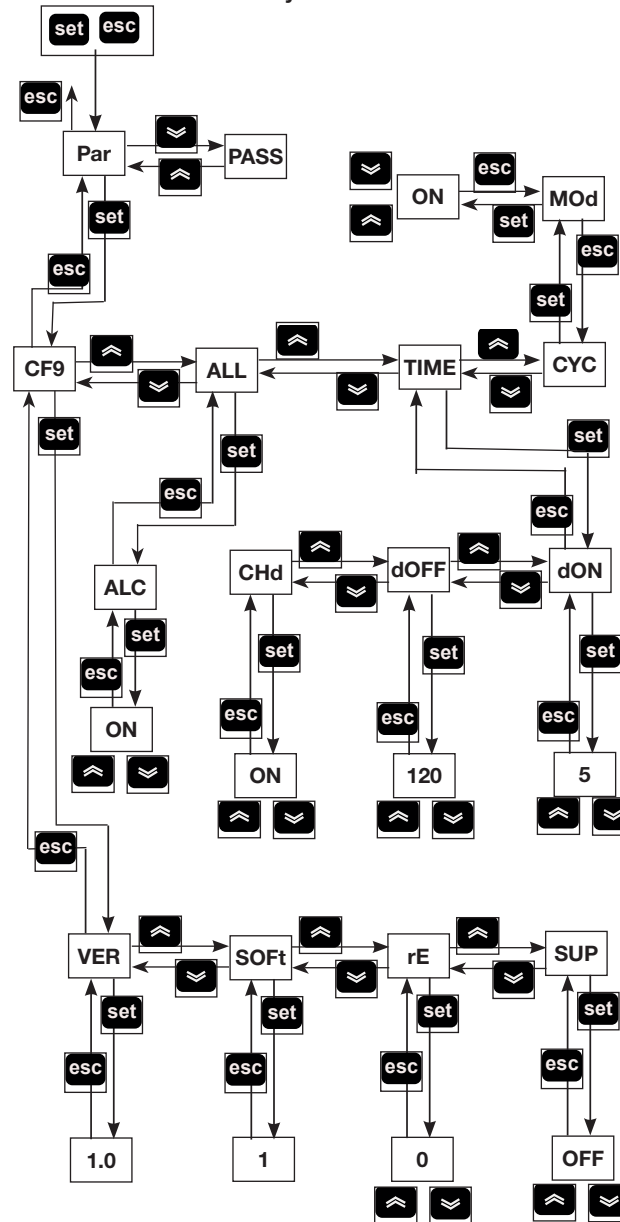 set esc
esc
Par
PASS
set
esc
ON
esc
MOd
set
esc
set
CF9
ALL
TIME
CYC
set
set
set
esc
esc
ALC
CHd
dOFF
dON
set
set
set
set
esc
esc
esc
esc
ON
ON
120
5
esc
VER
SOFt
rE
SUP
set
set
set
set
esc
esc
esc
esc
1.0
1
0
OFF